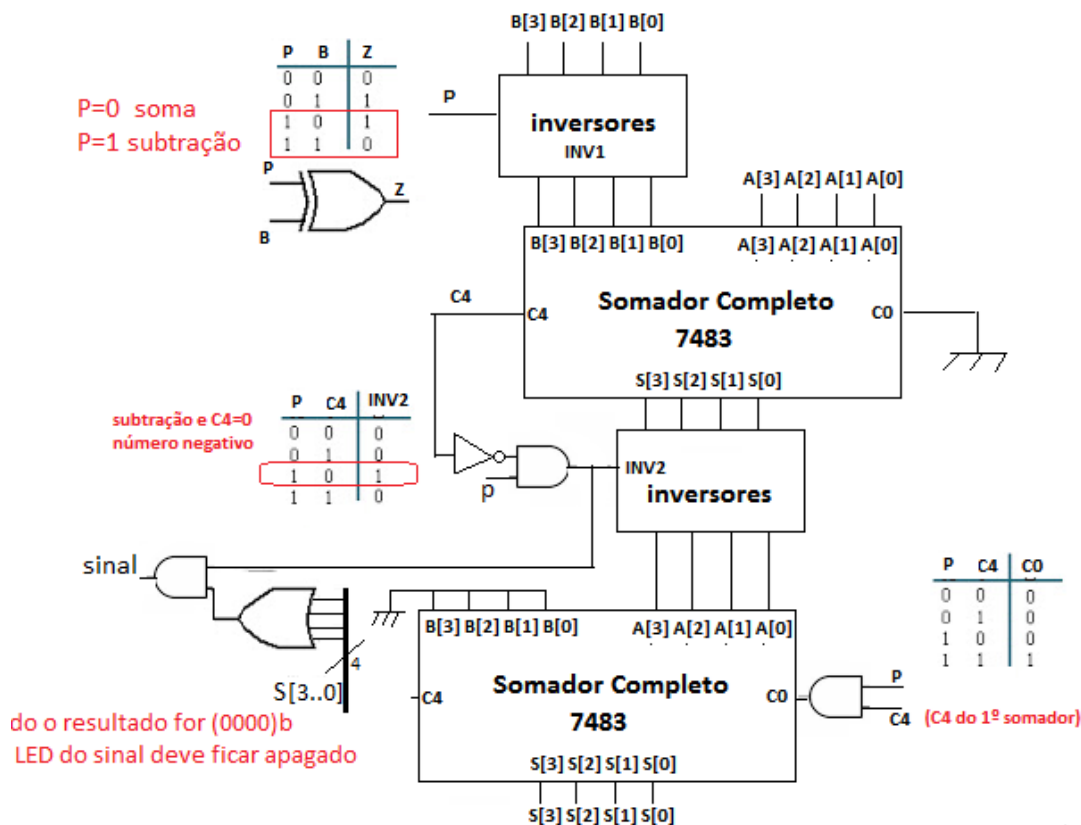 B[3] B[2] B[1] B[0]
P B Z
0 0 0
0 1 1
1 0 1
1 1 0
P=0 soma
P=1 subtração
P
B
Z
P
inversores
INV1
A[3] A[2] A[1] A[0]
B[3] B[2] B[1] B[0]
A[3] A[2] A[1] A[0]
C4
C4
Somador Completo
7483
C0
S[3] S[2] S[1] S[0]
subtração e C4=0
número negativo
P C4 INV2
0 0 0
0 1 0
1 0 1
1 1 0
p
INV2
inversores
sinal
P C4 C0
0 0 0
0 1 0
1 0 0
1 1 1
B[3] B[2] B[1] B[0]
A[3] A[2] A[1] A[0]
4
S[3..0]
C4
Somador Completo
7483
C0
P
C4
(C4 do 1º somador)
do o resultado for (0000)b
LED do sinal deve ficar apagado
S[3] S[2] S[1] S[0]
S[3] S[2] S[1] S[0]